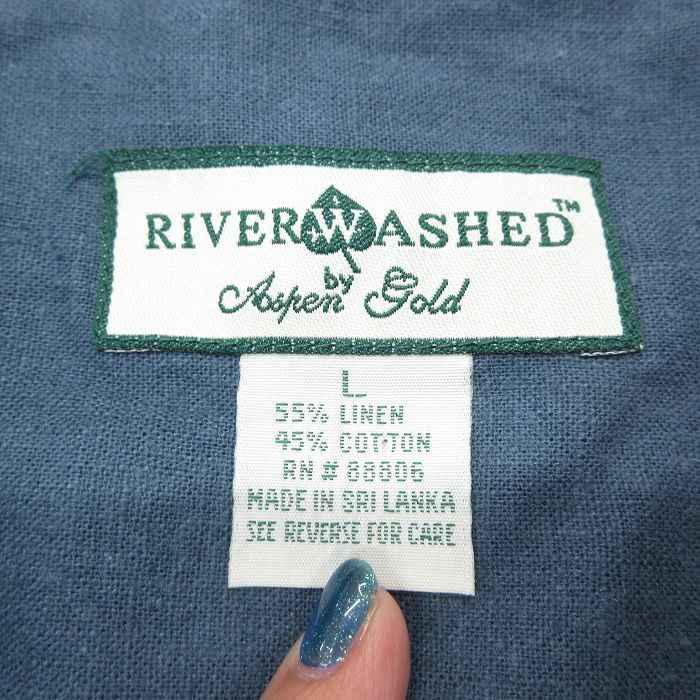 RIVERWASHED™
by
Aspen Gold
L
55% LINEN
45% COTTON
RN # 88806
MADE IN SRI LANKA
SEE REVERSE FOR CARE